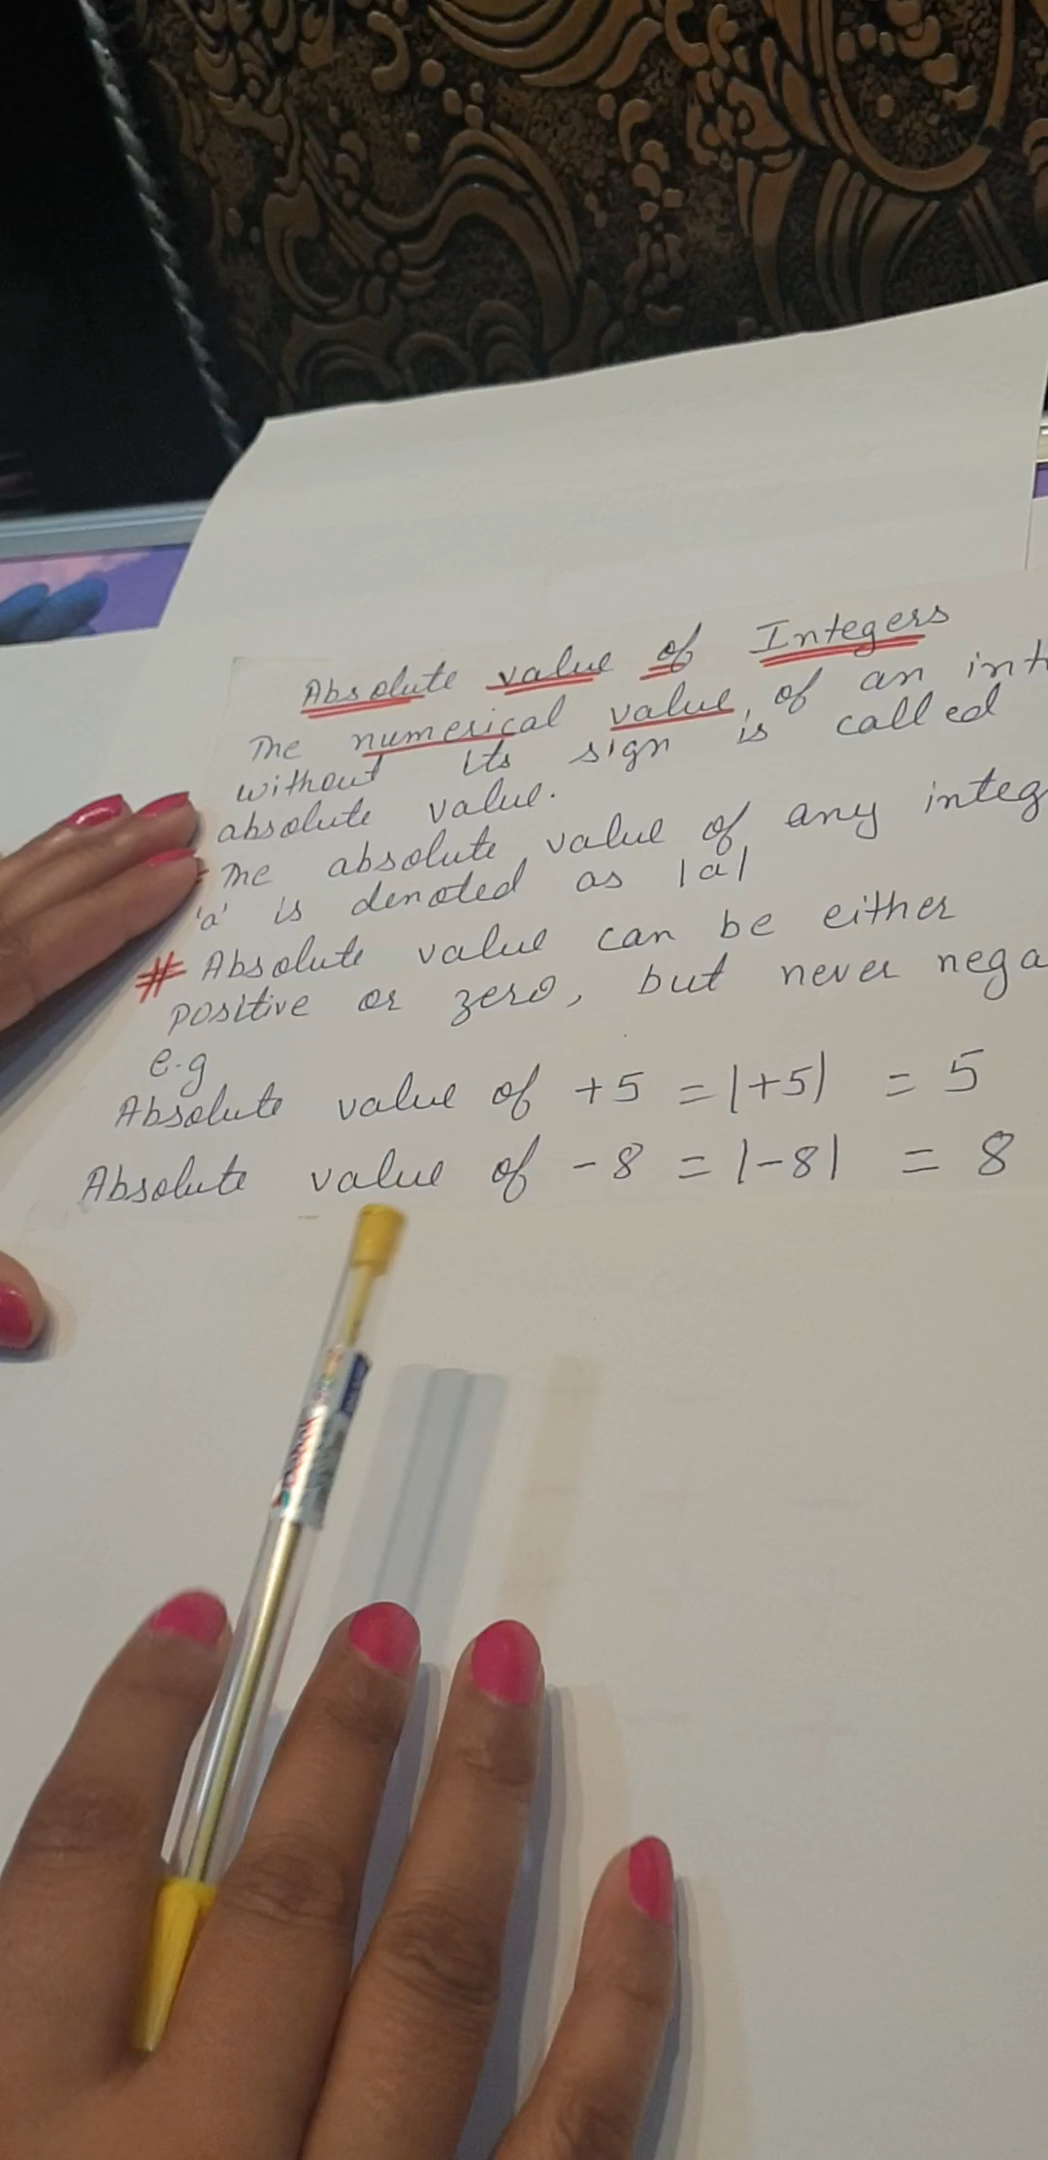 Absolute value of Integers
The numerical value, of an int
without its sign is called
absolute value.
The absolute value of any integ
'a' is denoted as |a|
# Absolute value can be either
positive or zero, but never nega
e.g
Absolute value of +5 = |+5| = 5
Absolute value of -8 = |-8| = 8